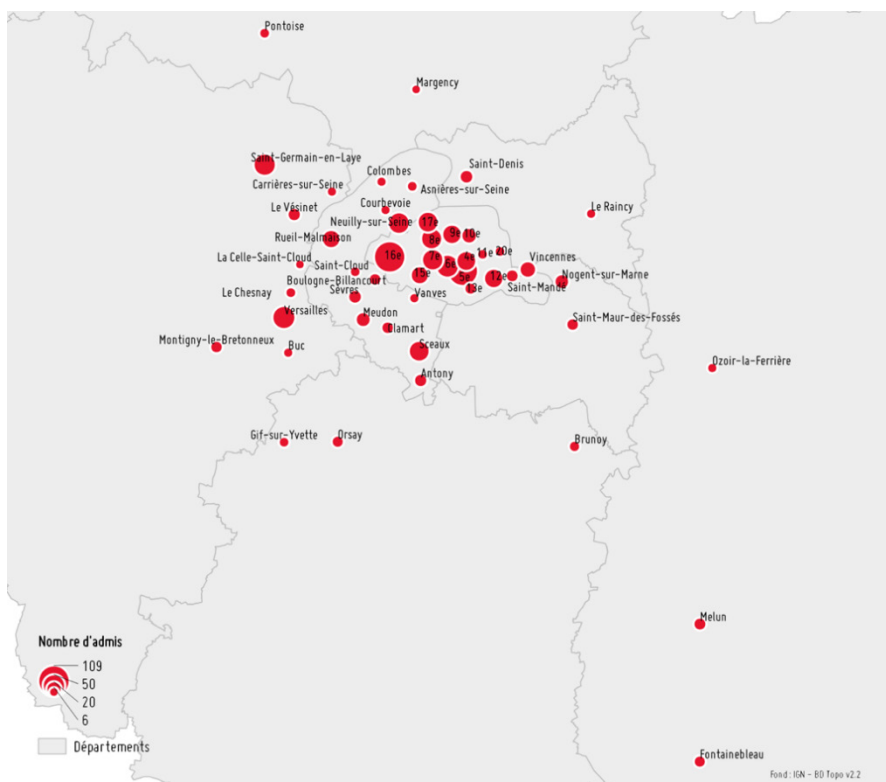 Pontoise
Margency
Saint-Germain-en-Laye
Saint-Denis
Colombes
Carrières-sur-Seine
Asnières-sur-Seine
Le Vésinet
Courbevoie
Le Raincy
Neuilly-sur-Seine
17e
Rueil-Malmaison
8e
9e
10e
La Celle-Saint-Cloud
16e
7e
4e
11e
20e
Saint-Cloud
6e
Vincennes
Boulogne-Billancourt
15e
5e
12e
Nogent-sur-Marne
Sèvres
13e
Saint-Mandé
Le Chesnay
Vanves
Versailles
Meudon
Saint-Maur-des-Fossés
Clamart
Montigny-le-Bretonneux
Buc
Sceaux
Ozoir-la-Ferrière
Antony
Gif-sur-Yvette
Orsay
Brunoy
Melun
Nombre d'admis
109
50
20
6
Départements
Fontainebleau
Fond : IGN - BD Topo v2.2